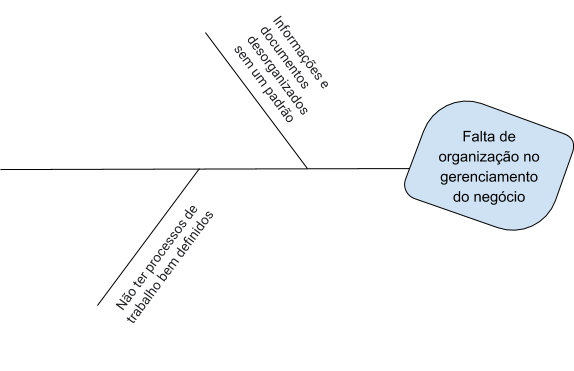 Informações e
documentos
desorganizados
sem um padrão
Falta de
organização no
gerenciamento
do negócio
Não ter processos de
trabalho bem definidos